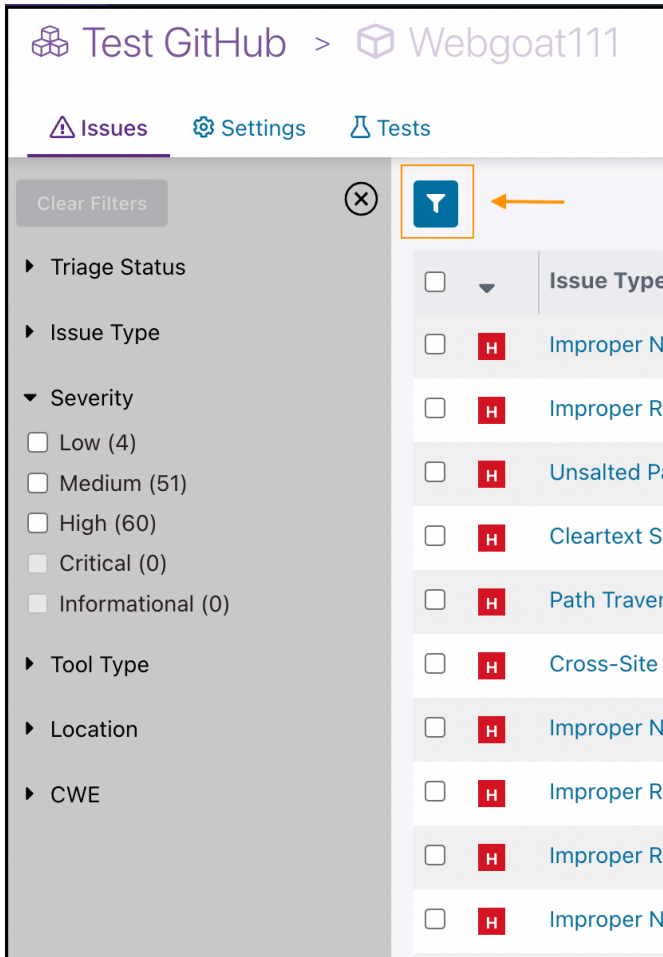 Test GitHub > Webgoat111
Issues Settings Tests
Clear Filters
Triage Status
Issue Type
Severity
Low (4)
Medium (51)
High (60)
Critical (0)
Informational (0)
Tool Type
Location
CWE
Issue Type
H Improper N
H Improper R
H Unsalted Pa
H Cleartext S
H Path Traver
H Cross-Site
H Improper N
H Improper R
H Improper R
H Improper N